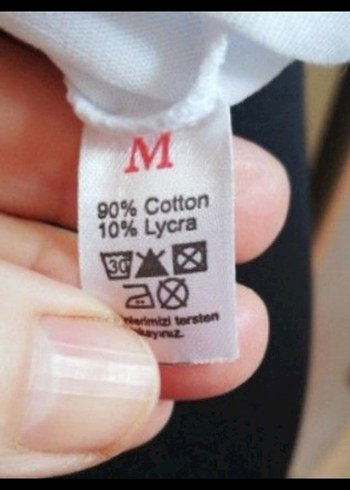 M
90% Cotton
10% Lycra
30
tersten